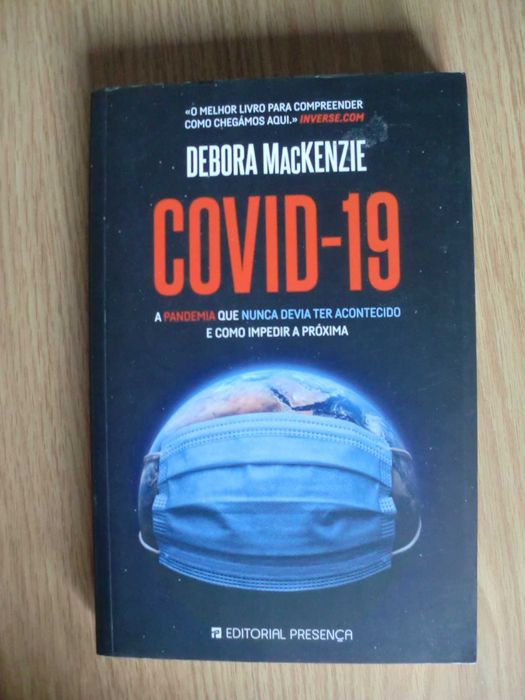 «O MELHOR LIVRO PARA COMPREENDER
COMO CHEGÁMOS AQUI.» INVERSE.COM
DEBORA MACKENZIE
COVID-19
A PANDEMIA QUE NUNCA DEVIA TER ACONTECIDO
E COMO IMPEDIR A PRÓXIMA
EDITORIAL PRESENÇA